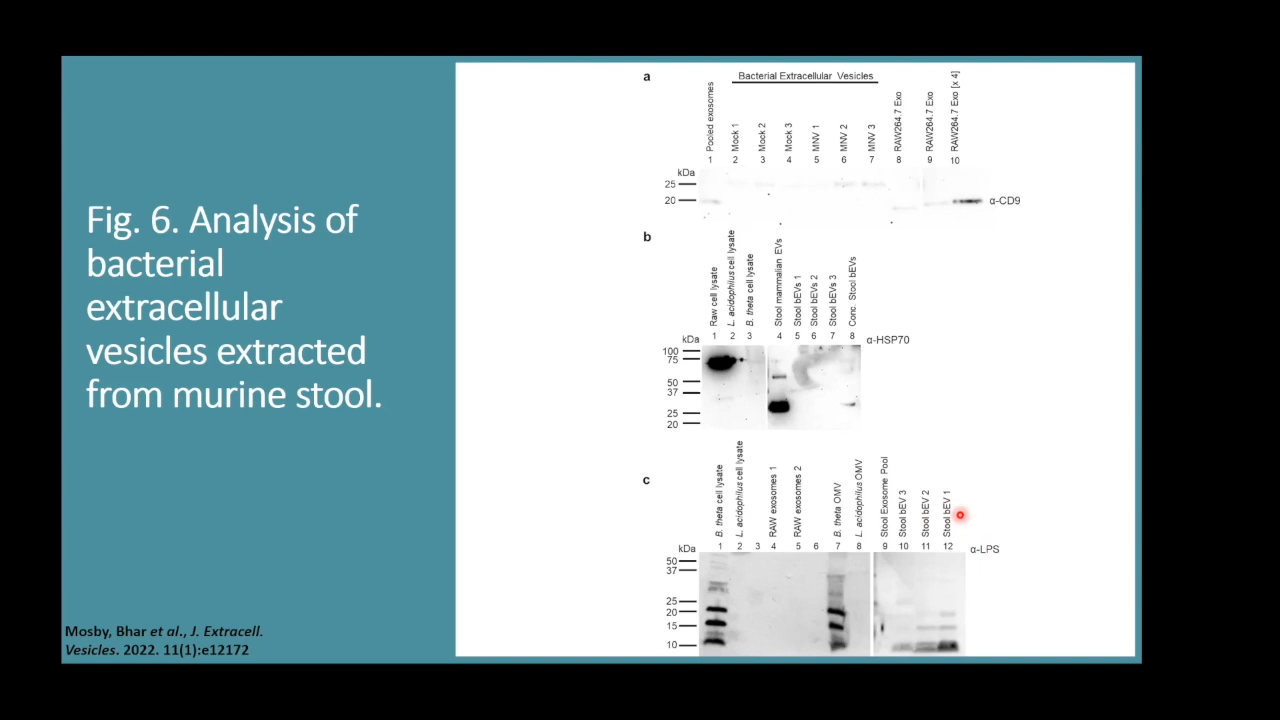 Fig. 6. Analysis of
bacterial
extracellular
vesicles extracted
from murine stool.
Mosby, Bhar et al., J. Extracell.
Vesicles. 2022. 11(1):e12172
a
Bacterial Extracellular Vesicles
Pooled exosomes
Mock 1
Mock 2
Mock 3
MNV 1
MNV 2
MNV 3
RAW264.7 Exo
RAW264.7 Exo
RAW264.7 Exo [x 4]
1 2 3 4 5 6 7 8 9 10
kDa
25
20
α-CD9
b
Raw cell lysate
L. acidophilus cell lysate
B. theta cell lysate
Stool mammalian EVs
Stool bEVs 1
Stool bEVs 2
Stool bEVs 3
Conc. Stool bEVs
kDa 1 2 3 4 5 6 7 8
α-HSP70
100
75
50
37
25
20
c
B. theta cell lysate
L. acidophilus cell lysate
RAW exosomes 1
RAW exosomes 2
B. theta OMV
L. acidophilus OMV
Stool Exosome Pool
Stool bEV 3
Stool bEV 2
Stool bEV 1
kDa 1 2 3 4 5 6 7 8 9 10 11 12
α-LPS
50
37
25
20
15
10